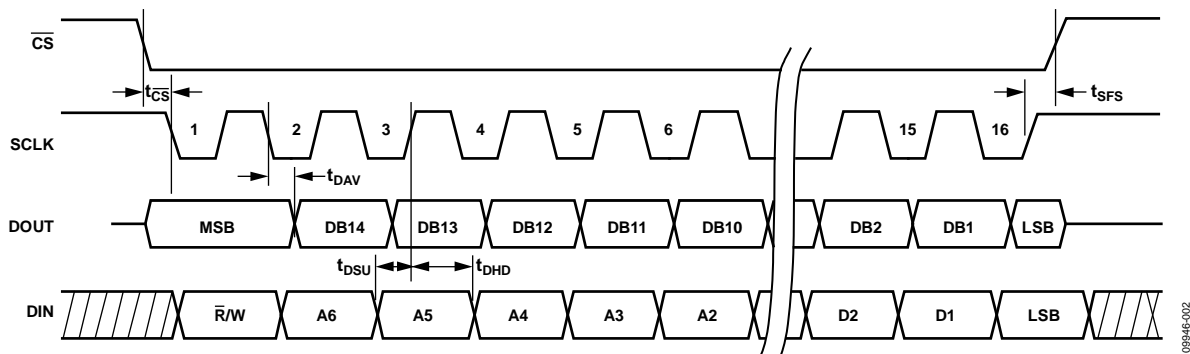 CS
tCS
tSFS
SCLK 1 2 3 4 5 6 15 16
tDAV
DOUT MSB DB14 DB13 DB12 DB11 DB10 DB2 DB1 LSB
tDSU tDHD
DIN R̅/W A6 A5 A4 A3 A2 D2 D1 LSB
09946-002